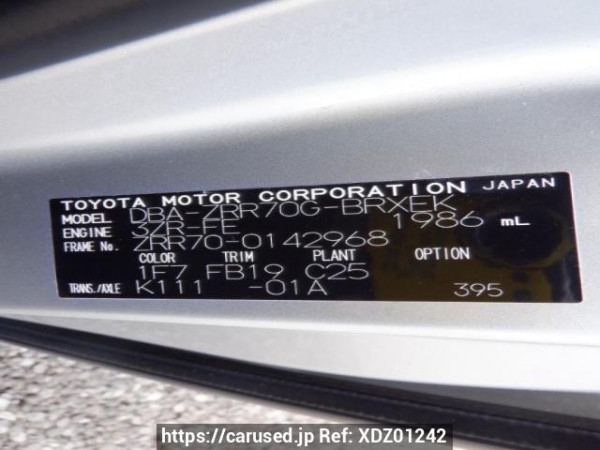 TOYOTA MOTOR CORPORATION JAPAN
MODEL DBA-ZRR70G-BRXEK
ENGINE 3ZR-FE 1986 mL
FRAME No. ZRR70-0142968
COLOR TRIM PLANT OPTION
1F7 FB19 C25
TRANS./AXLE K111 -01A 395
https://carused.jp Ref: XDZ01242